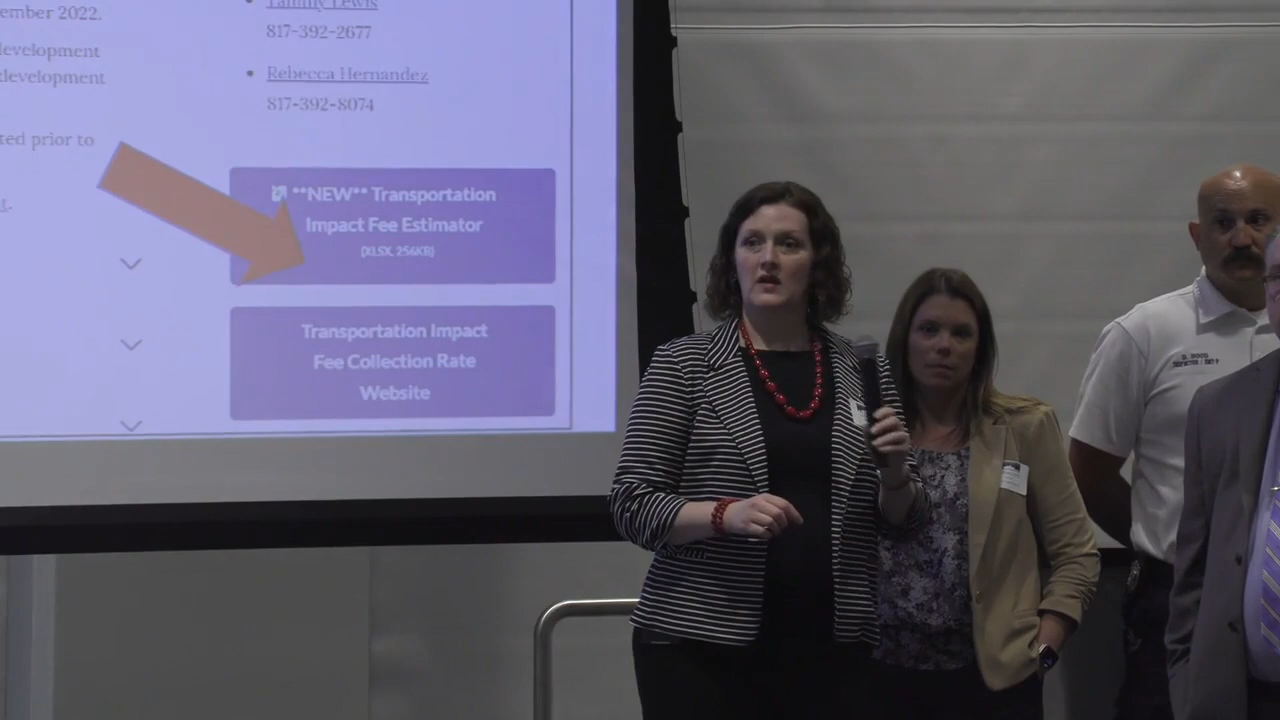 ember 2022.
levelopment
development
ted prior to
Tammy Lewis
817-392-2677
Rebecca Hernandez
817-392-8074
**NEW** Transportation
Impact Fee Estimator
(XLSX, 256KB)
Transportation Impact
Fee Collection Rate
Website